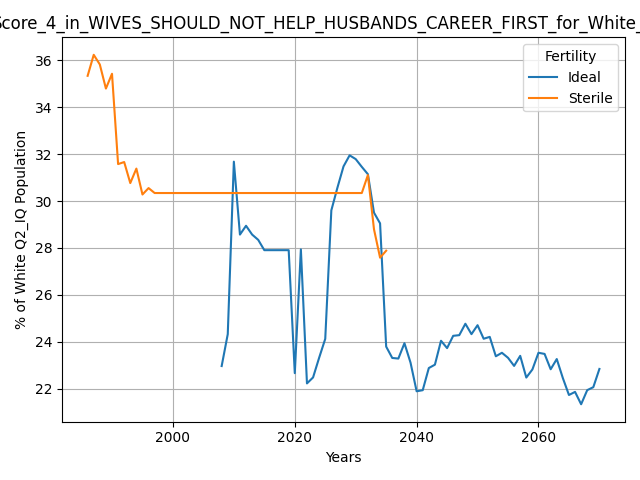 Score_4_in_WIVES_SHOULD_NOT_HELP_HUSBANDS_CAREER_FIRST_for_White_
Fertility
Ideal
Sterile
36
34
32
30
28
26
24
22
% of White Q2_IQ Population
2000
2020
2040
2060
Years